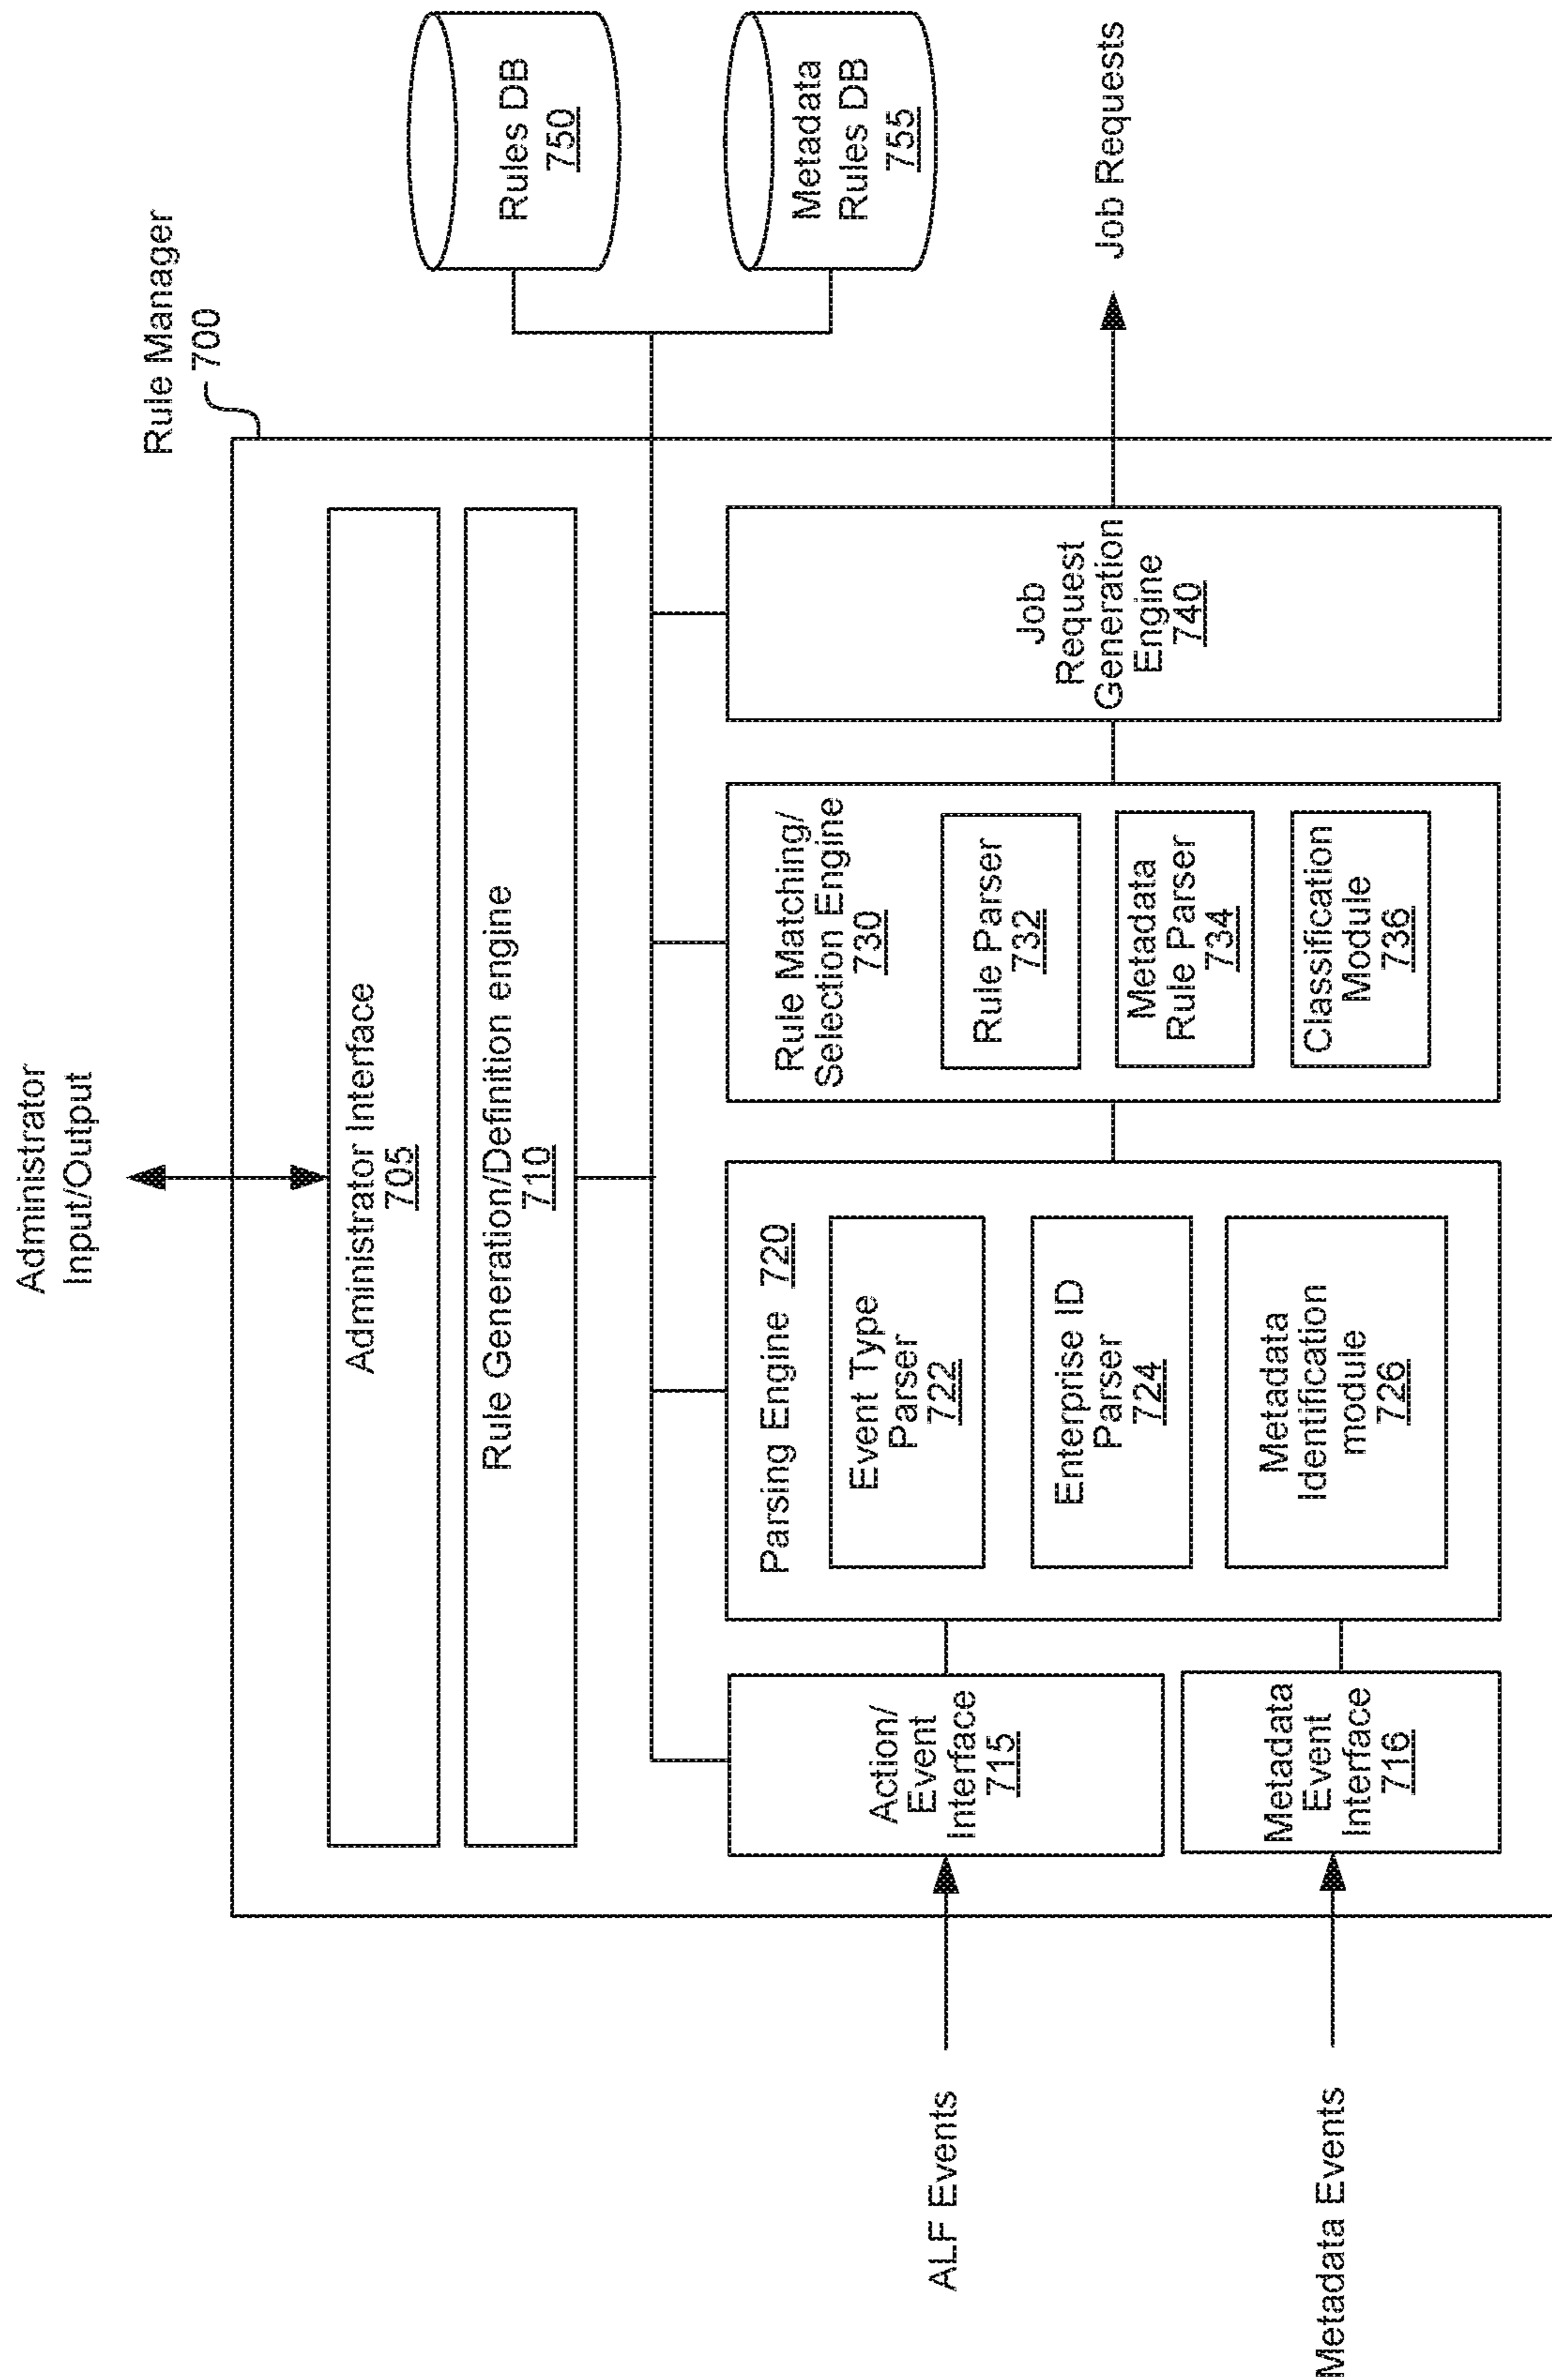 Administrator
Input/Output
Rule Manager
700
Administrator Interface
705
Rule Generation/Definition engine
710
Rules DB
750
Metadata
Rules DB
755
ALF Events
Metadata Events
Action/
Event
Interface
715
Metadata
Event
Interface
716
Parsing Engine 720
Event Type
Parser
722
Enterprise ID
Parser
724
Metadata
Identification
module
726
Rule Matching/
Selection Engine
730
Rule Parser
732
Metadata
Rule Parser
734
Classification
Module
736
Job
Request
Generation
Engine
740
Job Requests